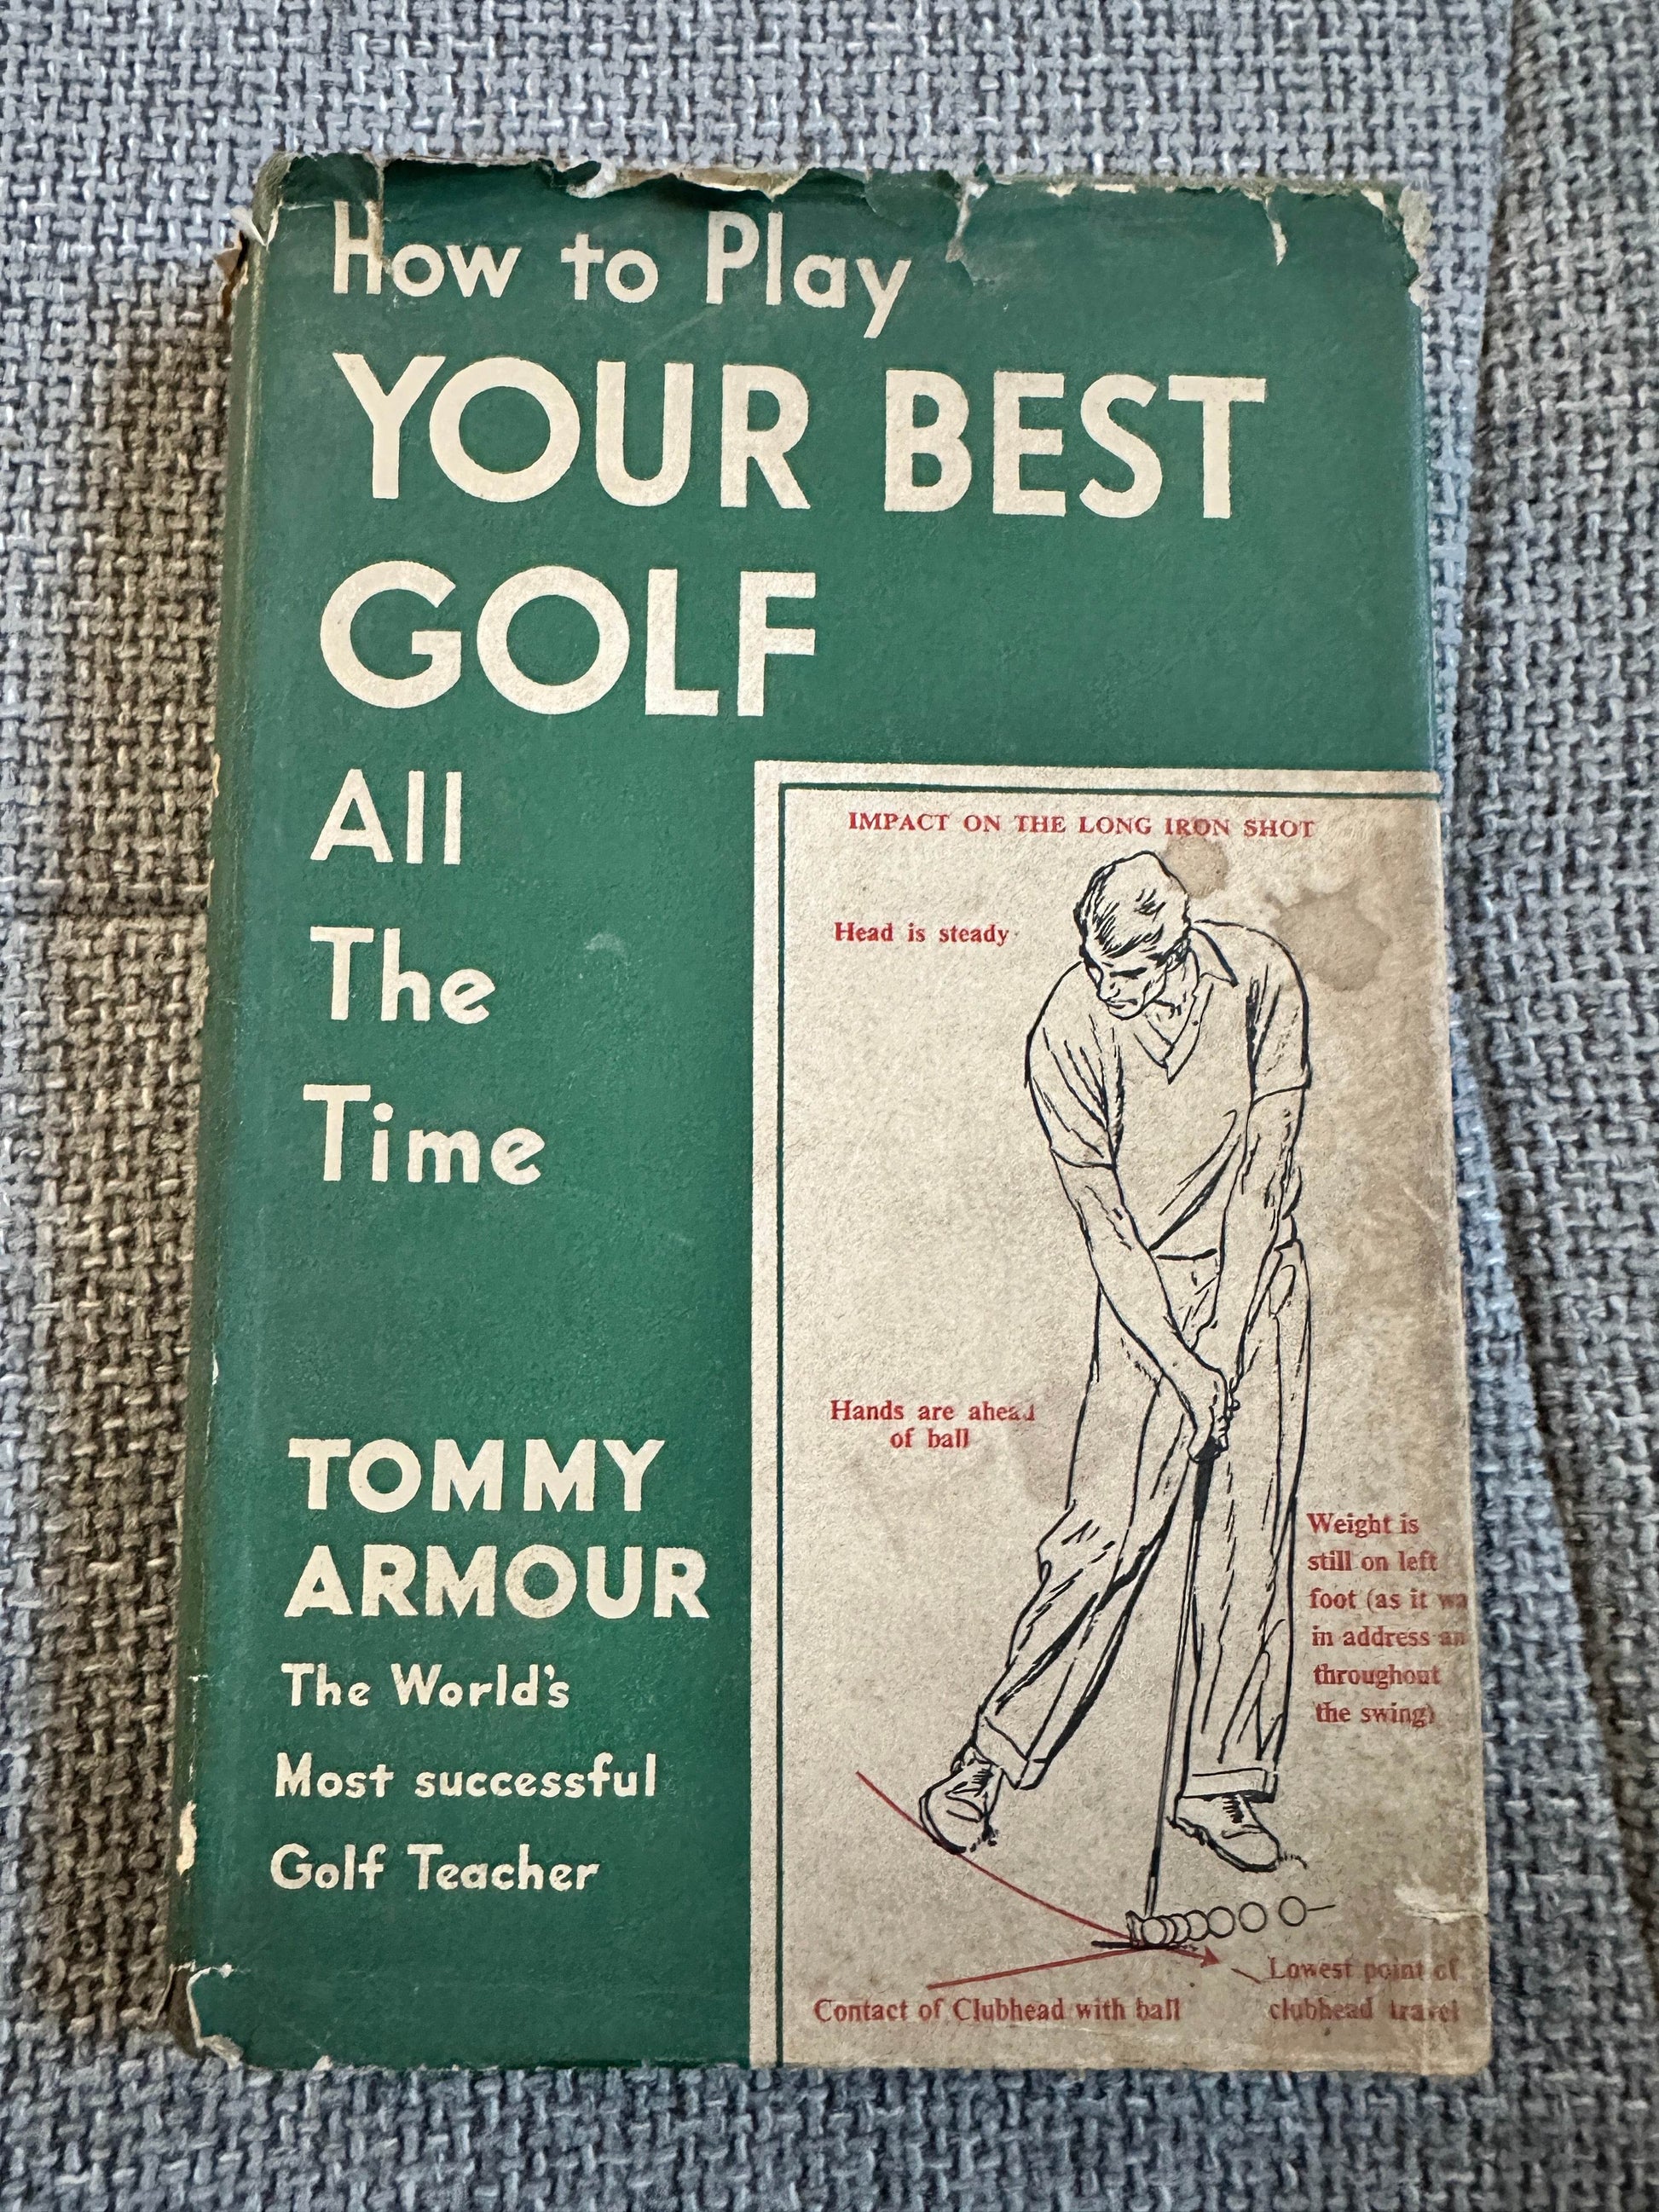 How to Play
YOUR BEST
GOLF
All
The
Time
TOMMY
ARMOUR
The World's
Most successful
Golf Teacher
IMPACT ON THE LONG IRON SHOT
Head is steady
Hands are ahead
of ball
Weight is
still on left
foot (as it wa
in address an
throughout
the swing)
Lowest point of
clubhead travel
Contact of Clubhead with ball